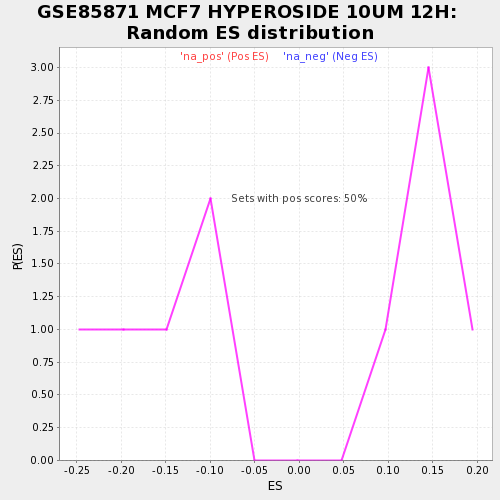 GSE85871 MCF7 HYPEROSIDE 10UM 12H:
Random ES distribution
'na_pos' (Pos ES) 'na_neg' (Neg ES)
3.00
2.75
2.50
2.25
2.00
1.75
1.50
1.25
1.00
0.75
0.50
0.25
0.00
Sets with pos scores: 50%
P(ES)
-0.25 -0.20 -0.15 -0.10 -0.05 0.00 0.05 0.10 0.15 0.20
ES